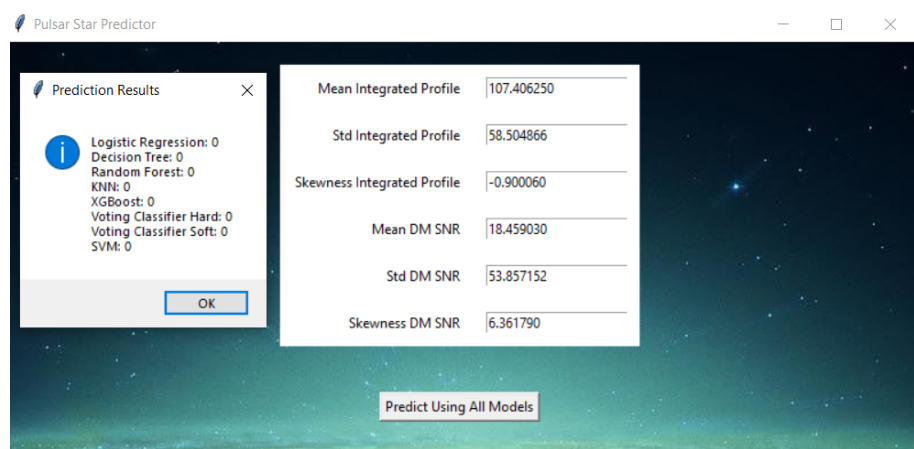 Pulsar Star Predictor
Prediction Results
Logistic Regression: 0
Decision Tree: 0
Random Forest: 0
KNN: 0
XGBoost: 0
Voting Classifier Hard: 0
Voting Classifier Soft: 0
SVM: 0
OK
Mean Integrated Profile 107.406250
Std Integrated Profile 58.504866
Skewness Integrated Profile -0.900060
Mean DM SNR 18.459030
Std DM SNR 53.857152
Skewness DM SNR 6.361790
Predict Using All Models